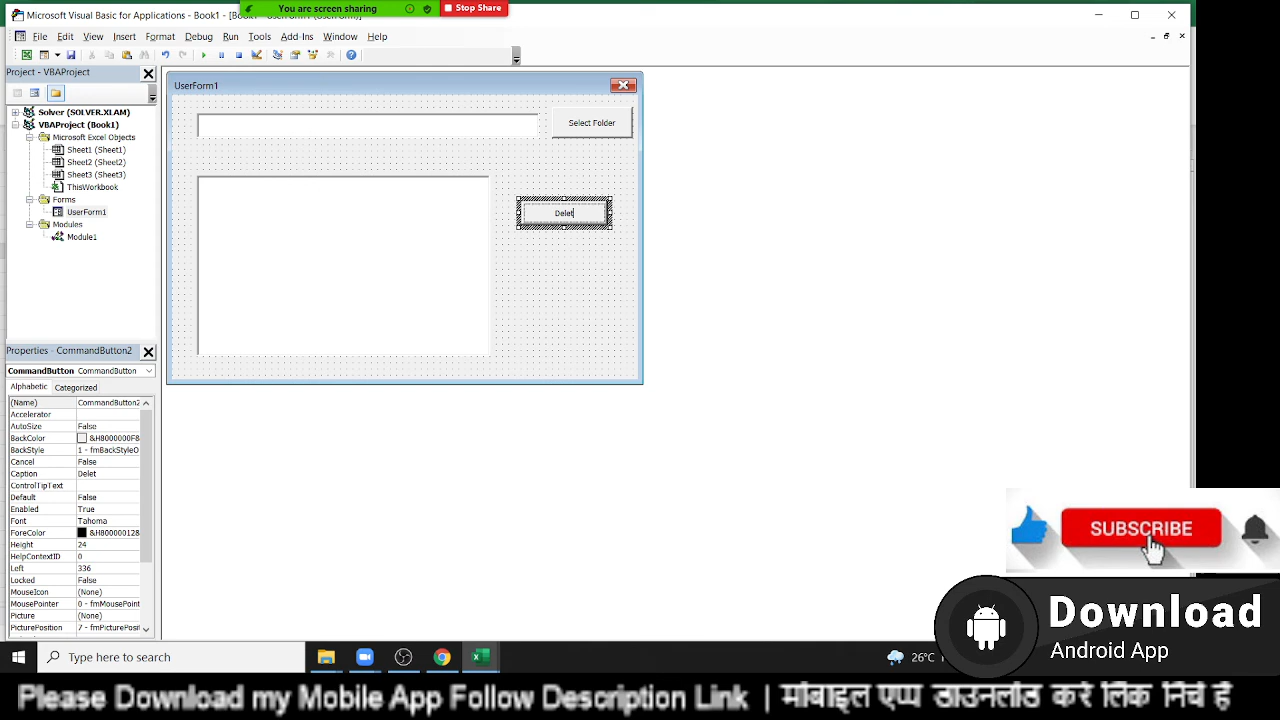 Microsoft Visual Basic for Applications - Book1 - [Book1 - UserForm1 (UserForm)]
You are screen sharing
Stop Share
File Edit View Insert Format Debug Run Tools Add-Ins Window Help
Project - VBAProject
Solver (SOLVER.XLAM)
VBAProject (Book1)
Microsoft Excel Objects
Sheet1 (Sheet1)
Sheet2 (Sheet2)
Sheet3 (Sheet3)
ThisWorkbook
Forms
UserForm1
Modules
Module1
UserForm1
Select Folder
Delet
Properties - CommandButton2
CommandButton2 CommandButton
Alphabetic Categorized
(Name) CommandButton2
Accelerator
AutoSize False
BackColor &H8000000F&
BackStyle 1 - fmBackStyleO
Cancel False
Caption Delet
ControlTipText
Default False
Enabled True
Font Tahoma
ForeColor &H80000012&
Height 24
HelpContextID 0
Left 336
Locked False
MouseIcon (None)
MousePointer 0 - fmMousePoint
Picture (None)
PicturePosition 7 - fmPicturePosit
SUBSCRIBE
Download
Android App
Type here to search
26°C
Please Download my Mobile App Follow Description Link | मोबाइल एप्प डाउनलोड करे लिंक निचे है